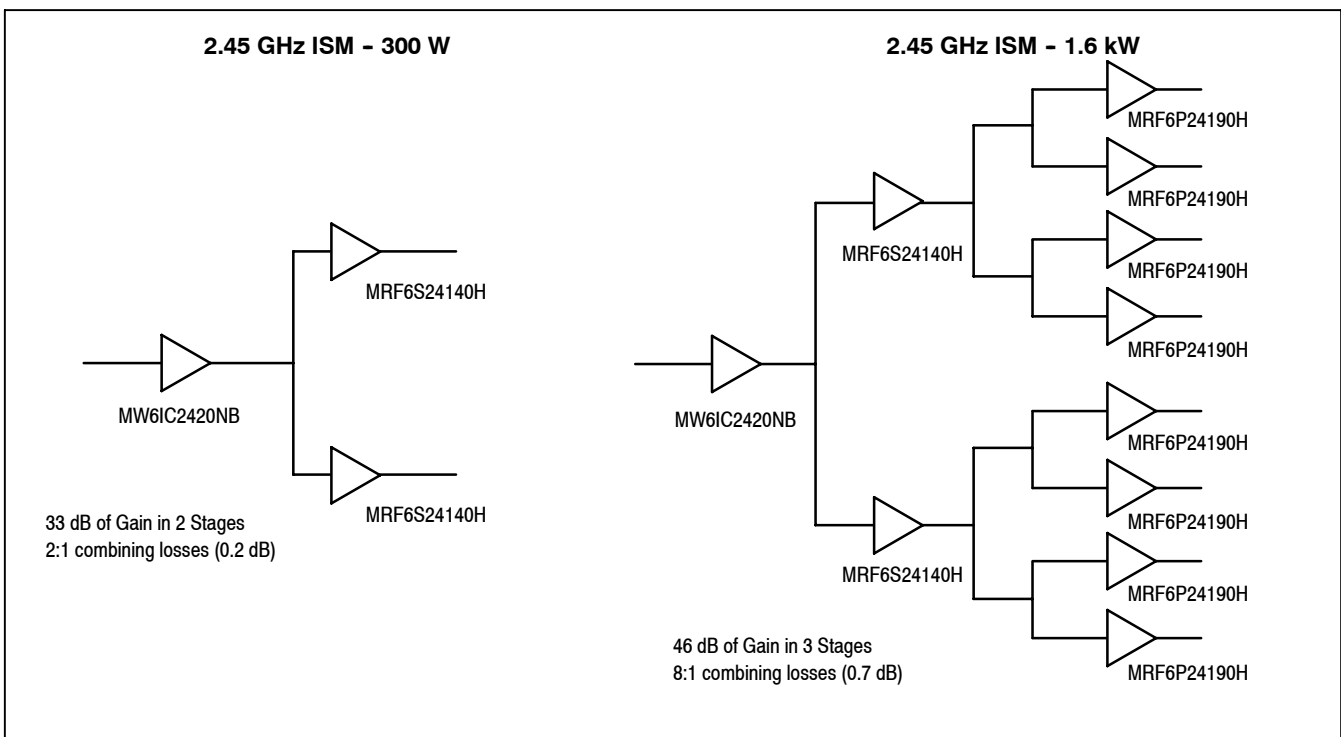 2.45 GHz ISM - 300 W
MRF6S24140H
MW6IC2420NB
MRF6S24140H
33 dB of Gain in 2 Stages
2:1 combining losses (0.2 dB)
2.45 GHz ISM - 1.6 kW
MRF6P24190H
MRF6P24190H
MRF6S24140H
MRF6P24190H
MRF6P24190H
MW6IC2420NB
MRF6P24190H
MRF6P24190H
MRF6S24140H
MRF6P24190H
MRF6P24190H
46 dB of Gain in 3 Stages
8:1 combining losses (0.7 dB)